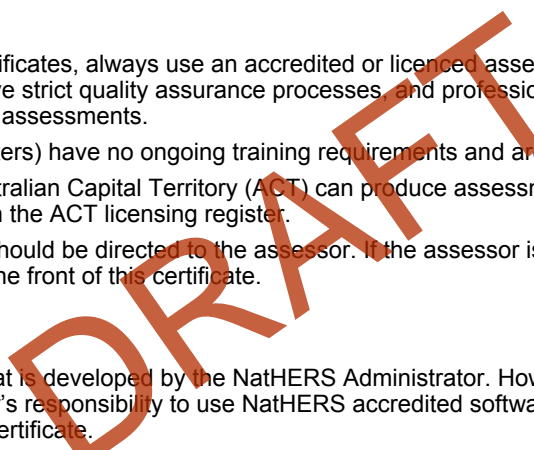 ificates, always use an accredited or licenced asse
e strict quality assurance processes, and professio
assessments.
ers) have no ongoing training requirements and ar
tralian Capital Territory (ACT) can produce assessm
the ACT licensing register.
hould be directed to the assessor. If the assessor is
he front of this certificate.
at is developed by the NatHERS Administrator. How
's responsibility to use NatHERS accredited softwa
ertificate.
DRAFT